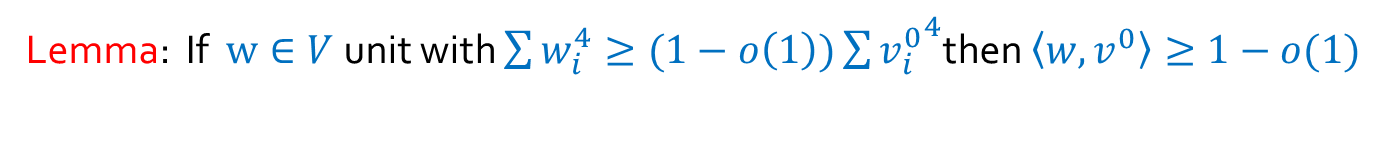 Lemma: If w ∈ V unit with ∑ w_i^4 ≥ (1 − o(1)) ∑ v_i^{0 4} then ⟨w, v^0⟩ ≥ 1 − o(1)